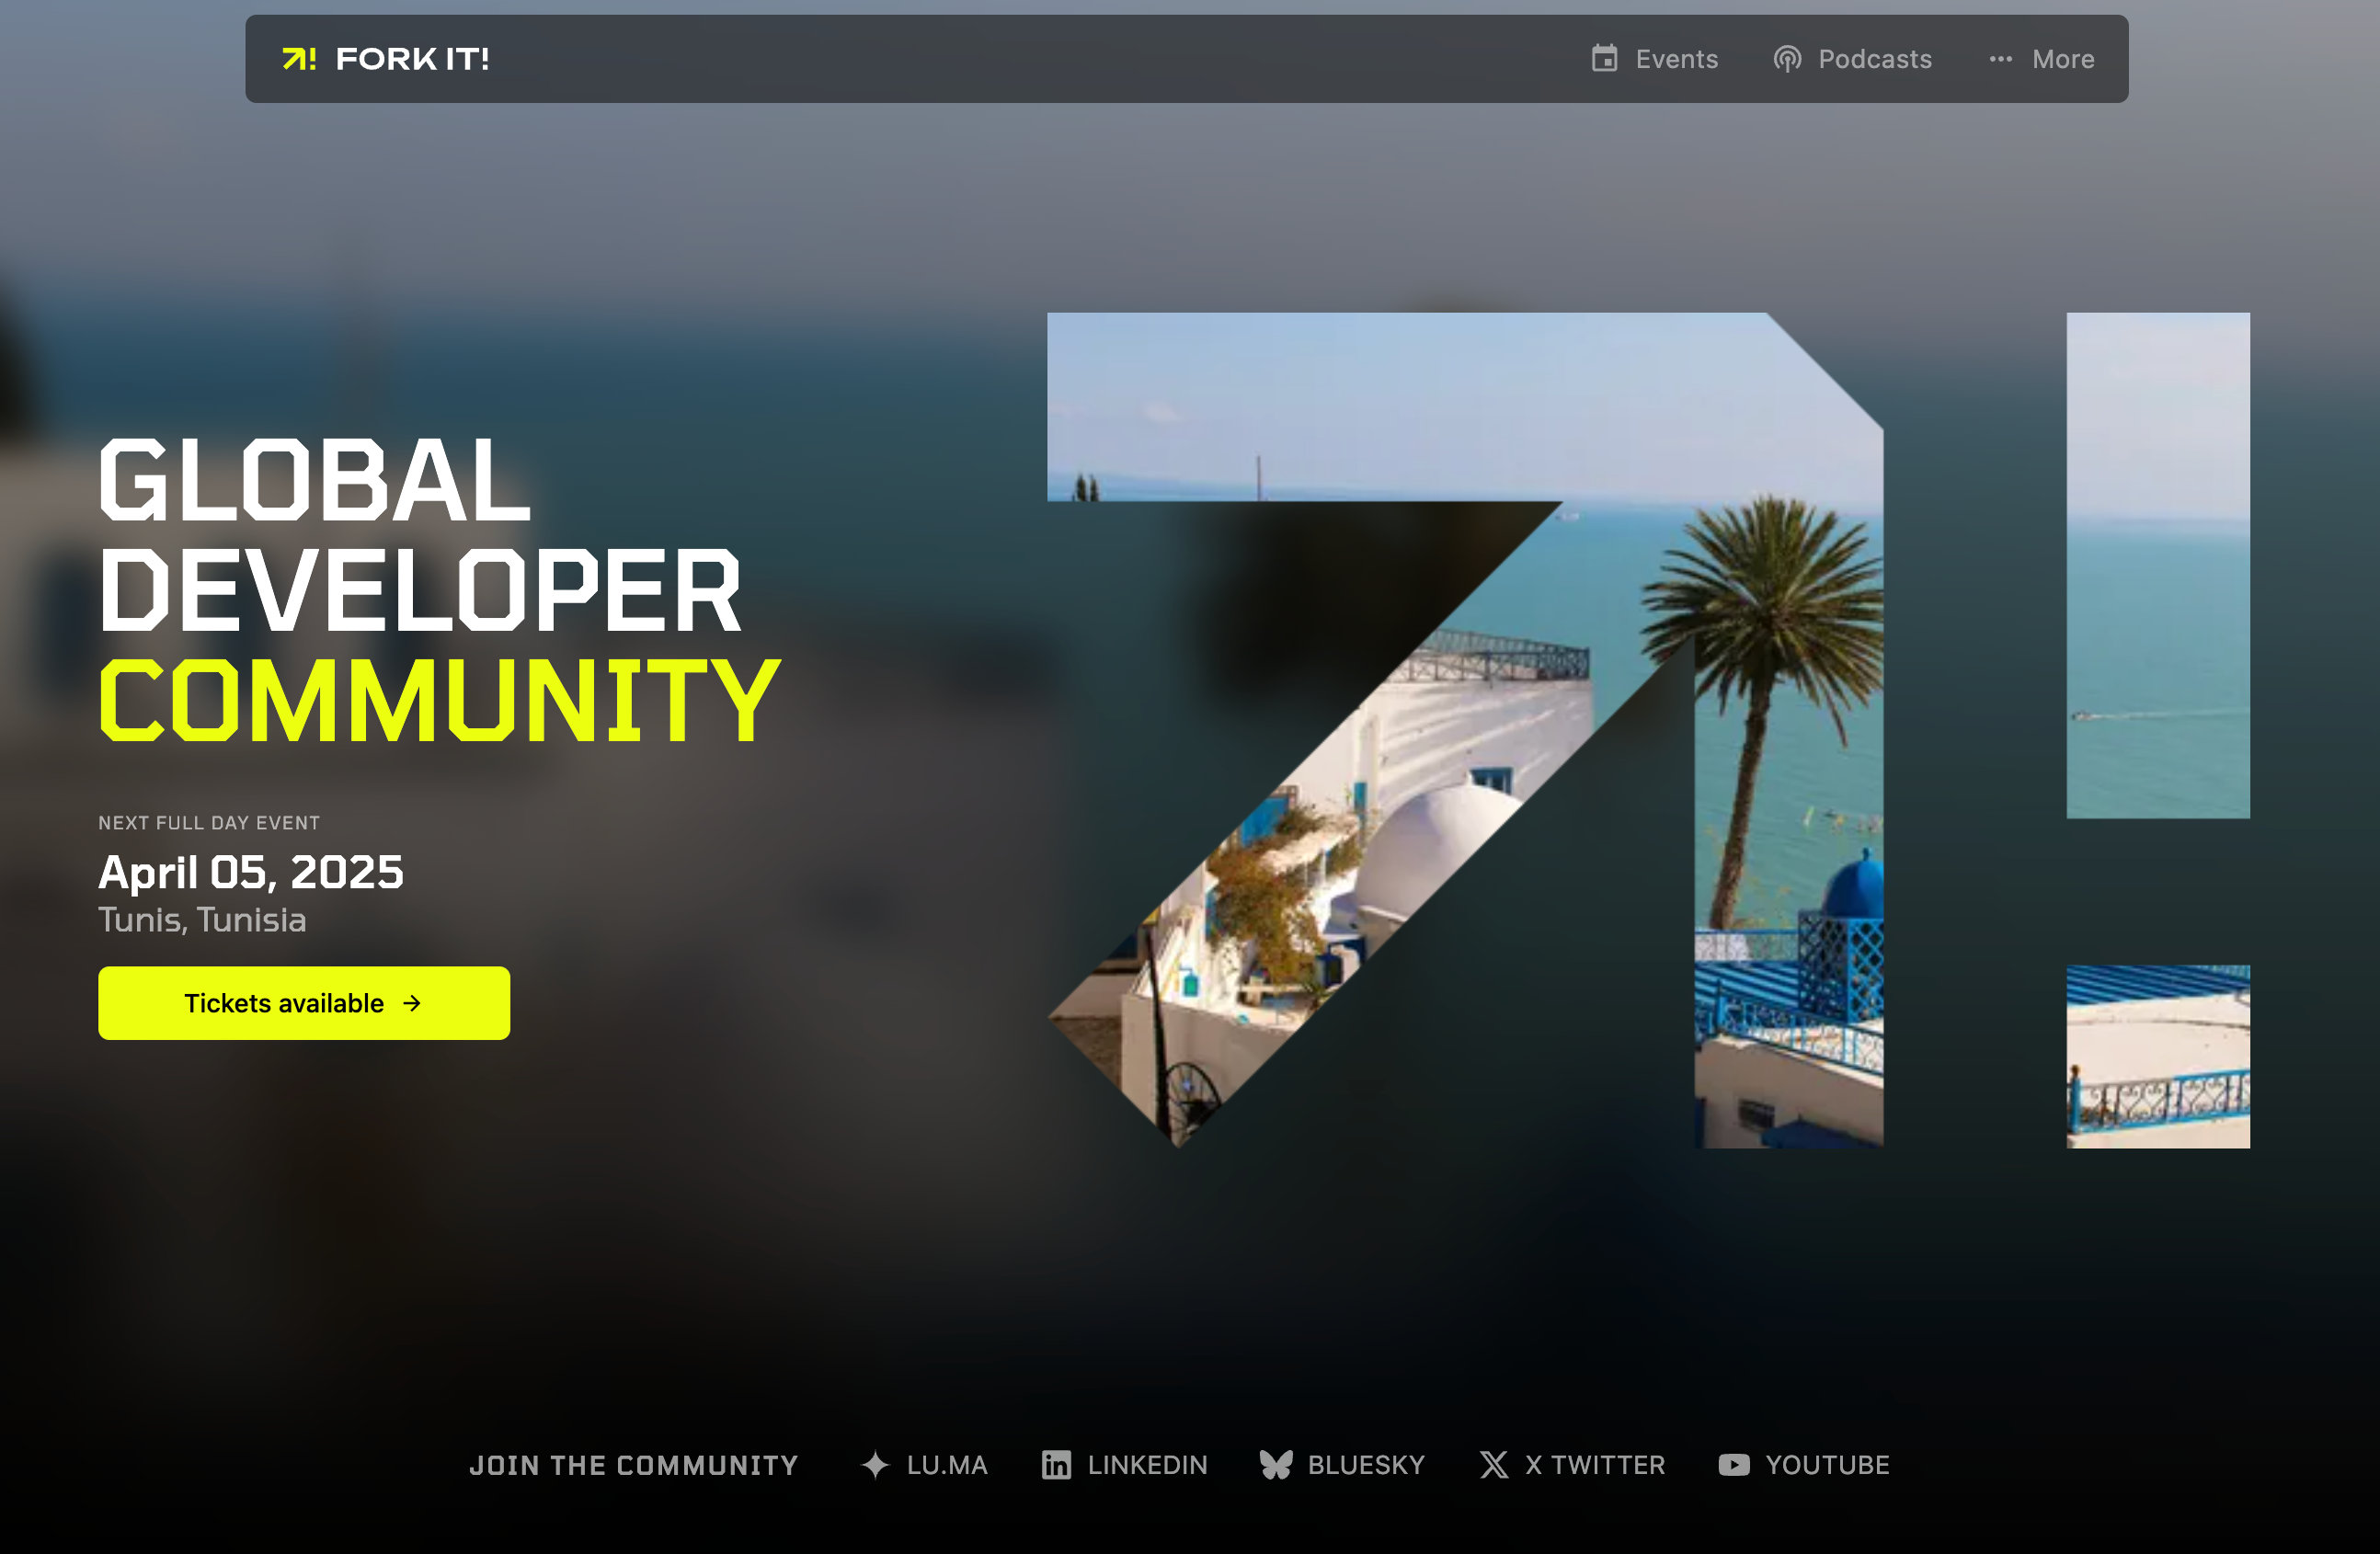 FORK IT!
Events
Podcasts
More
GLOBAL
DEVELOPER
COMMUNITY
NEXT FULL DAY EVENT
April 05, 2025
Tunis, Tunisia
Tickets available →
JOIN THE COMMUNITY
LU.MA
LINKEDIN
BLUESKY
X TWITTER
YOUTUBE